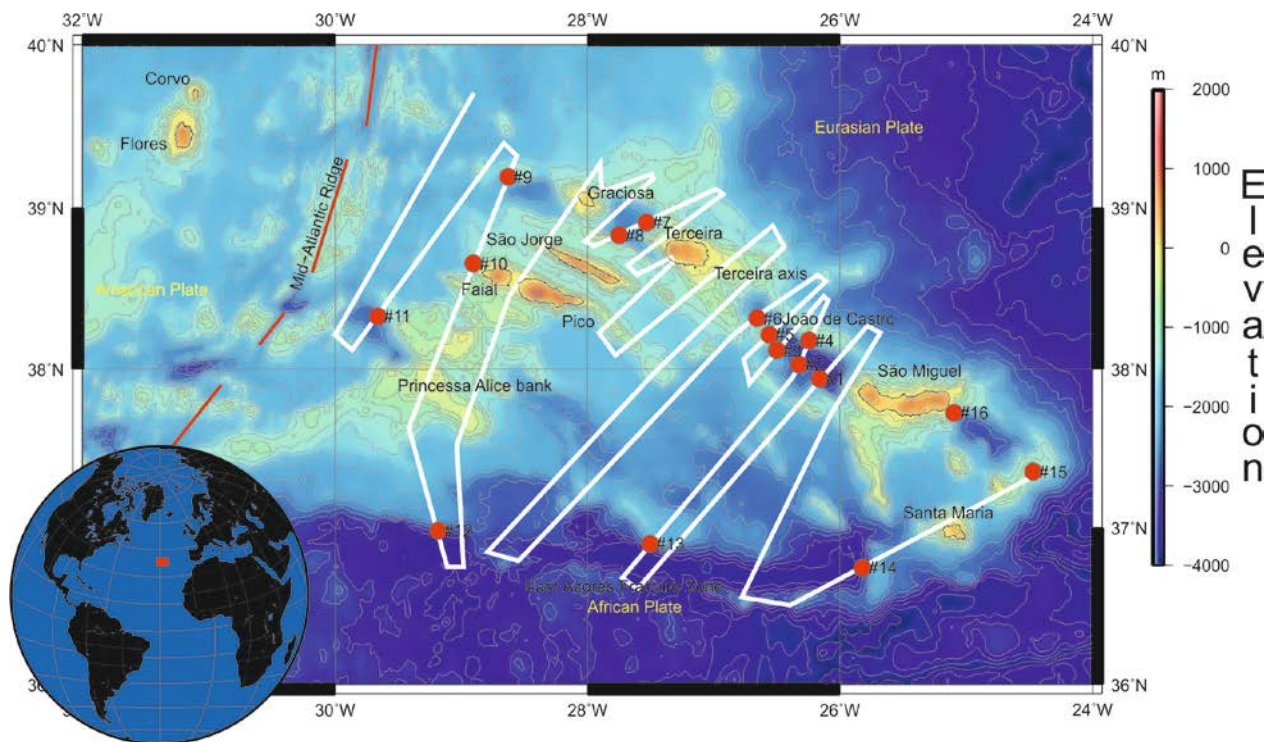 32°W
30°W
28°W
26°W
24°W
40°N
40°N
m
2000
1000
0
−1000
−2000
−3000
−4000
Elevation
Corvo
Flores
Eurasian Plate
Mid-Atlantic Ridge
39°N
39°N
#9
Graciosa
#7
#8
Terceira
São Jorge
#10
Terceira axis
American Plate
Faial
Pico
#11
#6
João de Castro
#5
#4
38°N
#1
São Miguel
Princessa Alice bank
#16
#15
Santa Maria
37°N
37°N
#12
#13
#14
East Azores Fracture Zone
African Plate
36°N
30°W
28°W
26°W
24°W